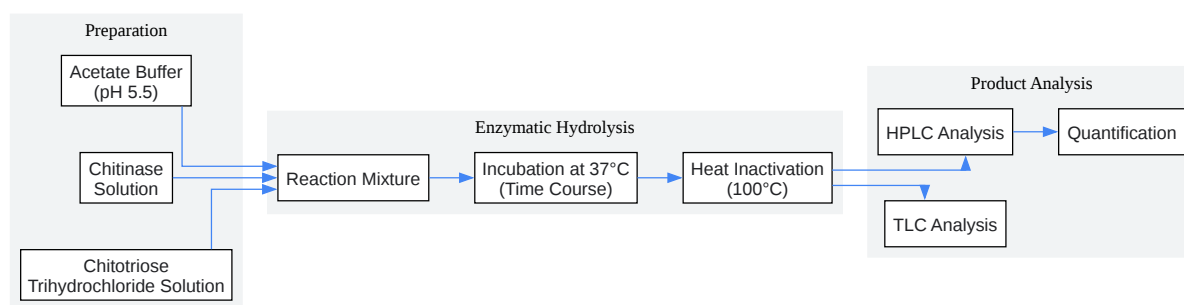 Preparation
Acetate Buffer
(pH 5.5)
Chitinase
Solution
Chitotriose
Trihydrochloride Solution
Enzymatic Hydrolysis
Reaction Mixture
Incubation at 37°C
(Time Course)
Heat Inactivation
(100°C)
Product Analysis
HPLC Analysis
Quantification
TLC Analysis